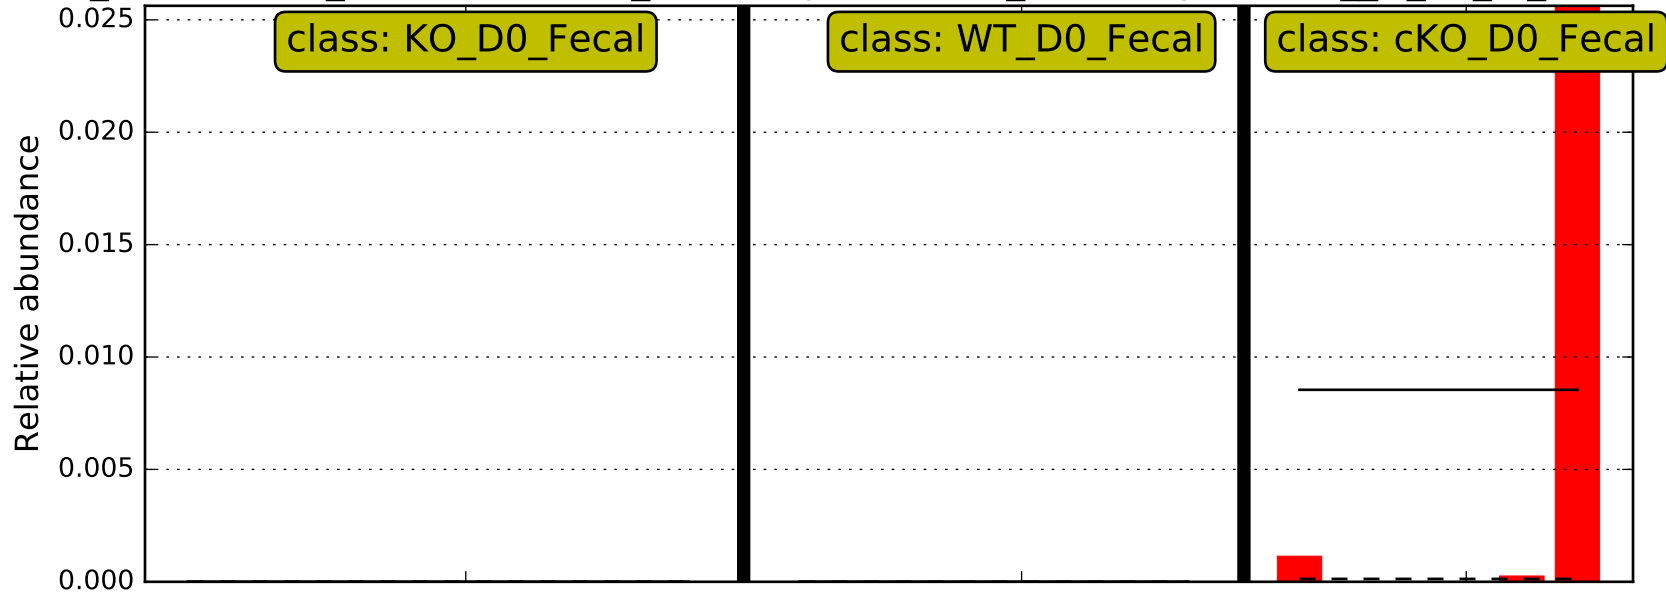 0.025
class: KO_D0_Fecal
class: WT_D0_Fecal
class: cKO_D0_Fecal
0.020
0.015
0.010
0.005
0.000
Relative abundance